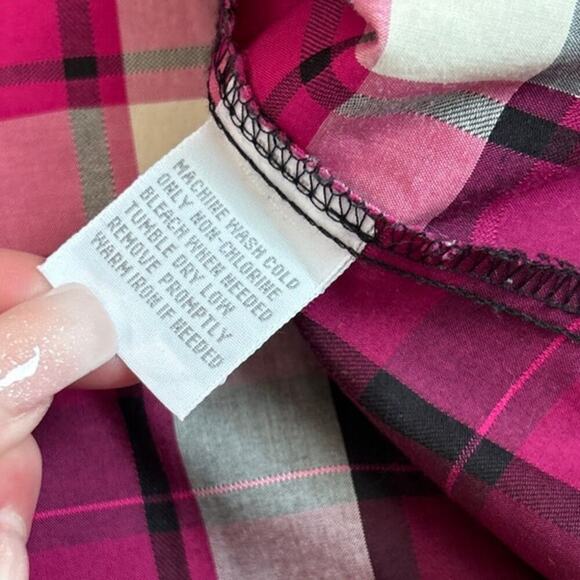 MACHINE WASH COLD
ONLY NON-CHLORINE
BLEACH WHEN NEEDED
TUMBLE DRY LOW
REMOVE PROMPTLY
WARM IRON IF NEEDED